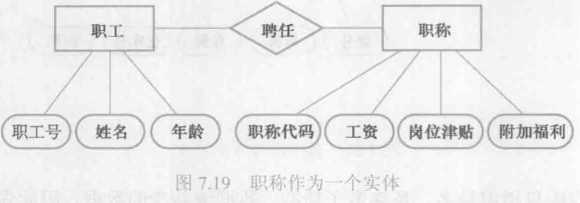 职工 聘任 职称
职工号 姓名 年龄 职称代码 工资 岗位津贴 附加福利
图 7.19 职称作为一个实体